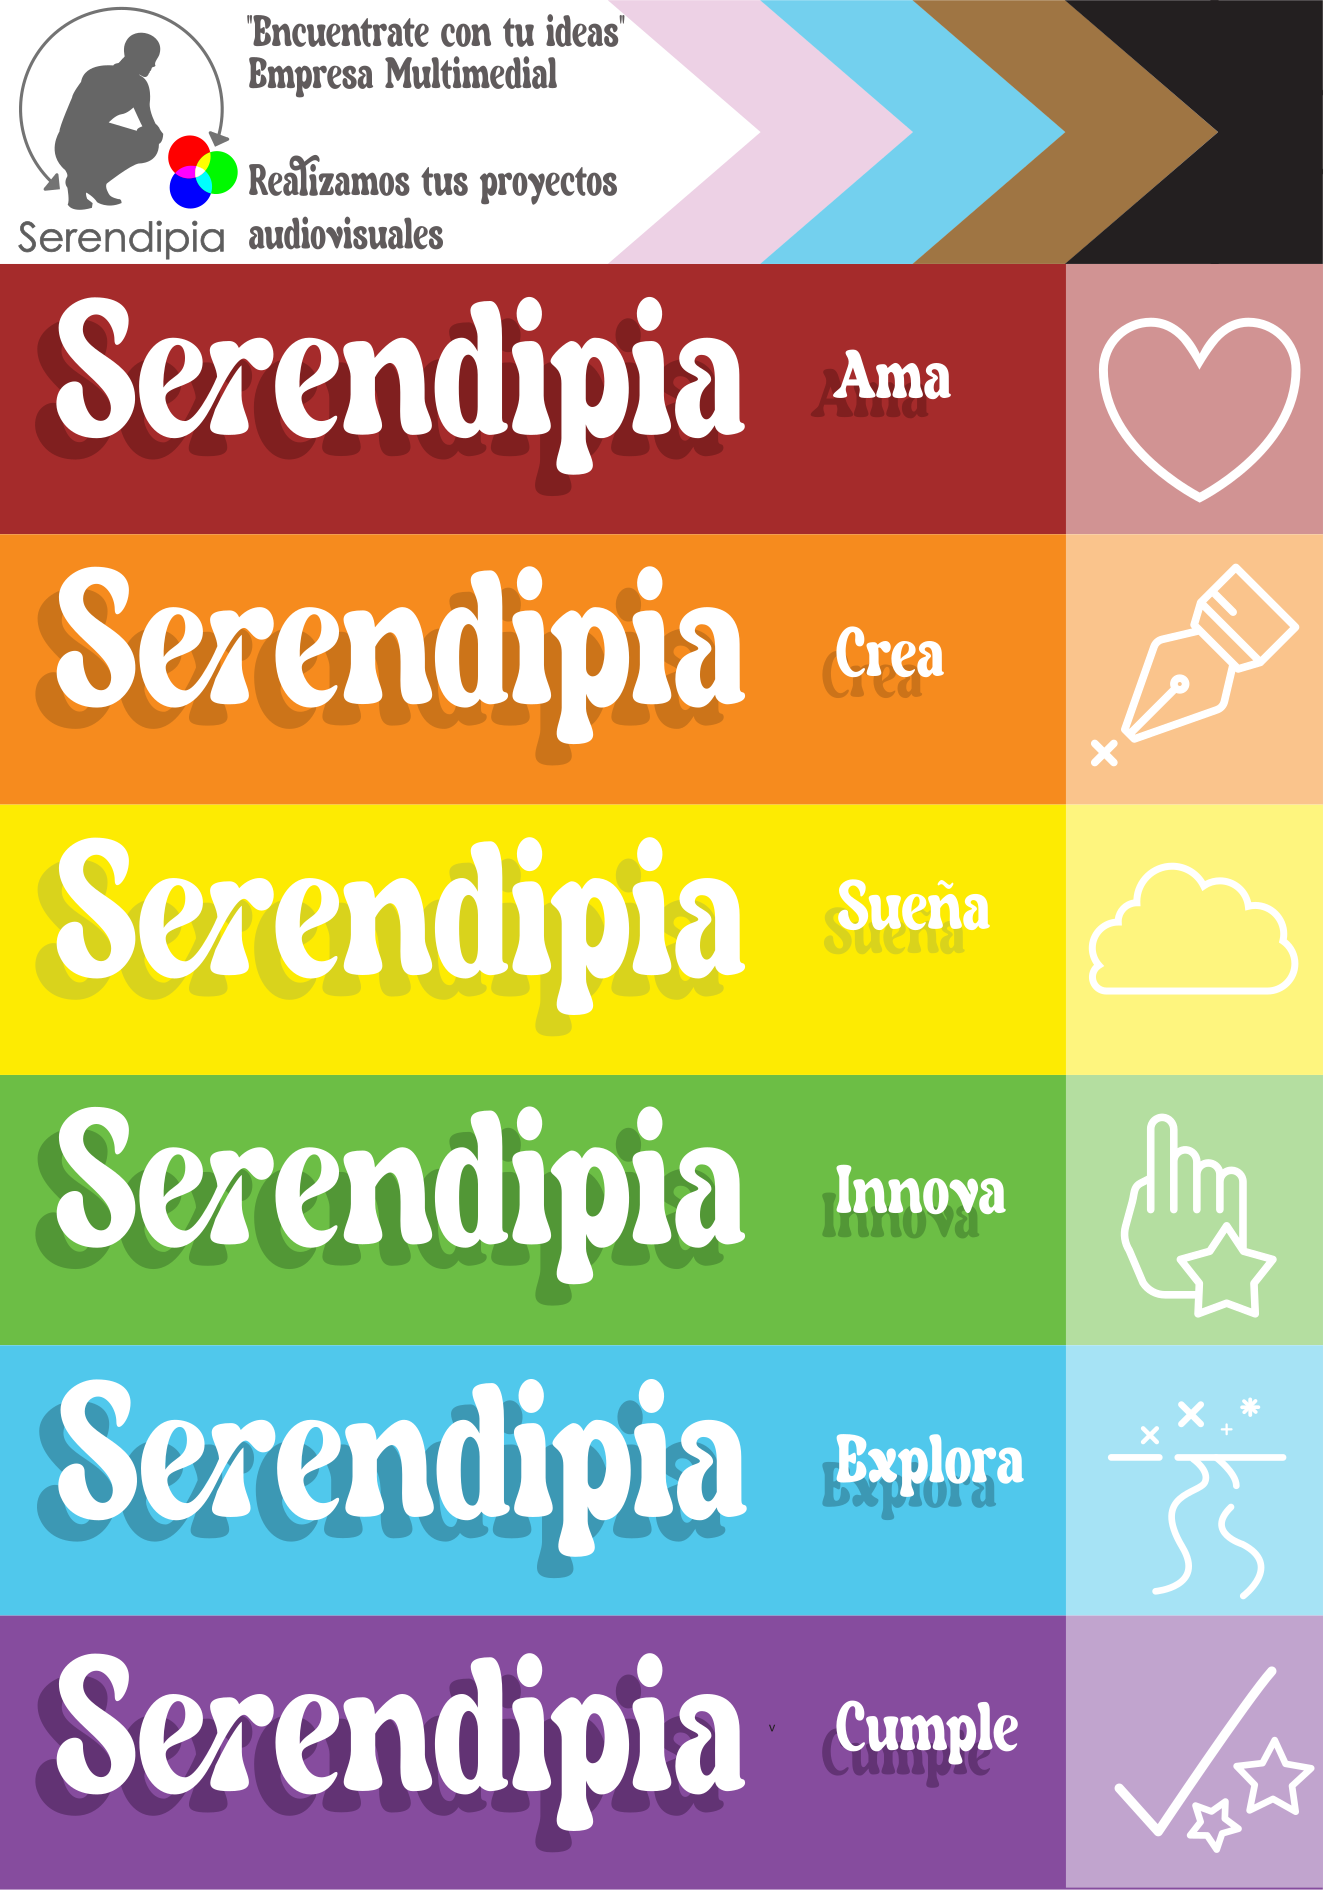 "Encuentrate con tu ideas"
Empresa Multimedial
Realizamos tus proyectos
audiovisuales
Serendipia
Serendipia Ama
Serendipia Crea
Serendipia Sueña
Serendipia Innova
Serendipia Explora
Serendipia v Cumple